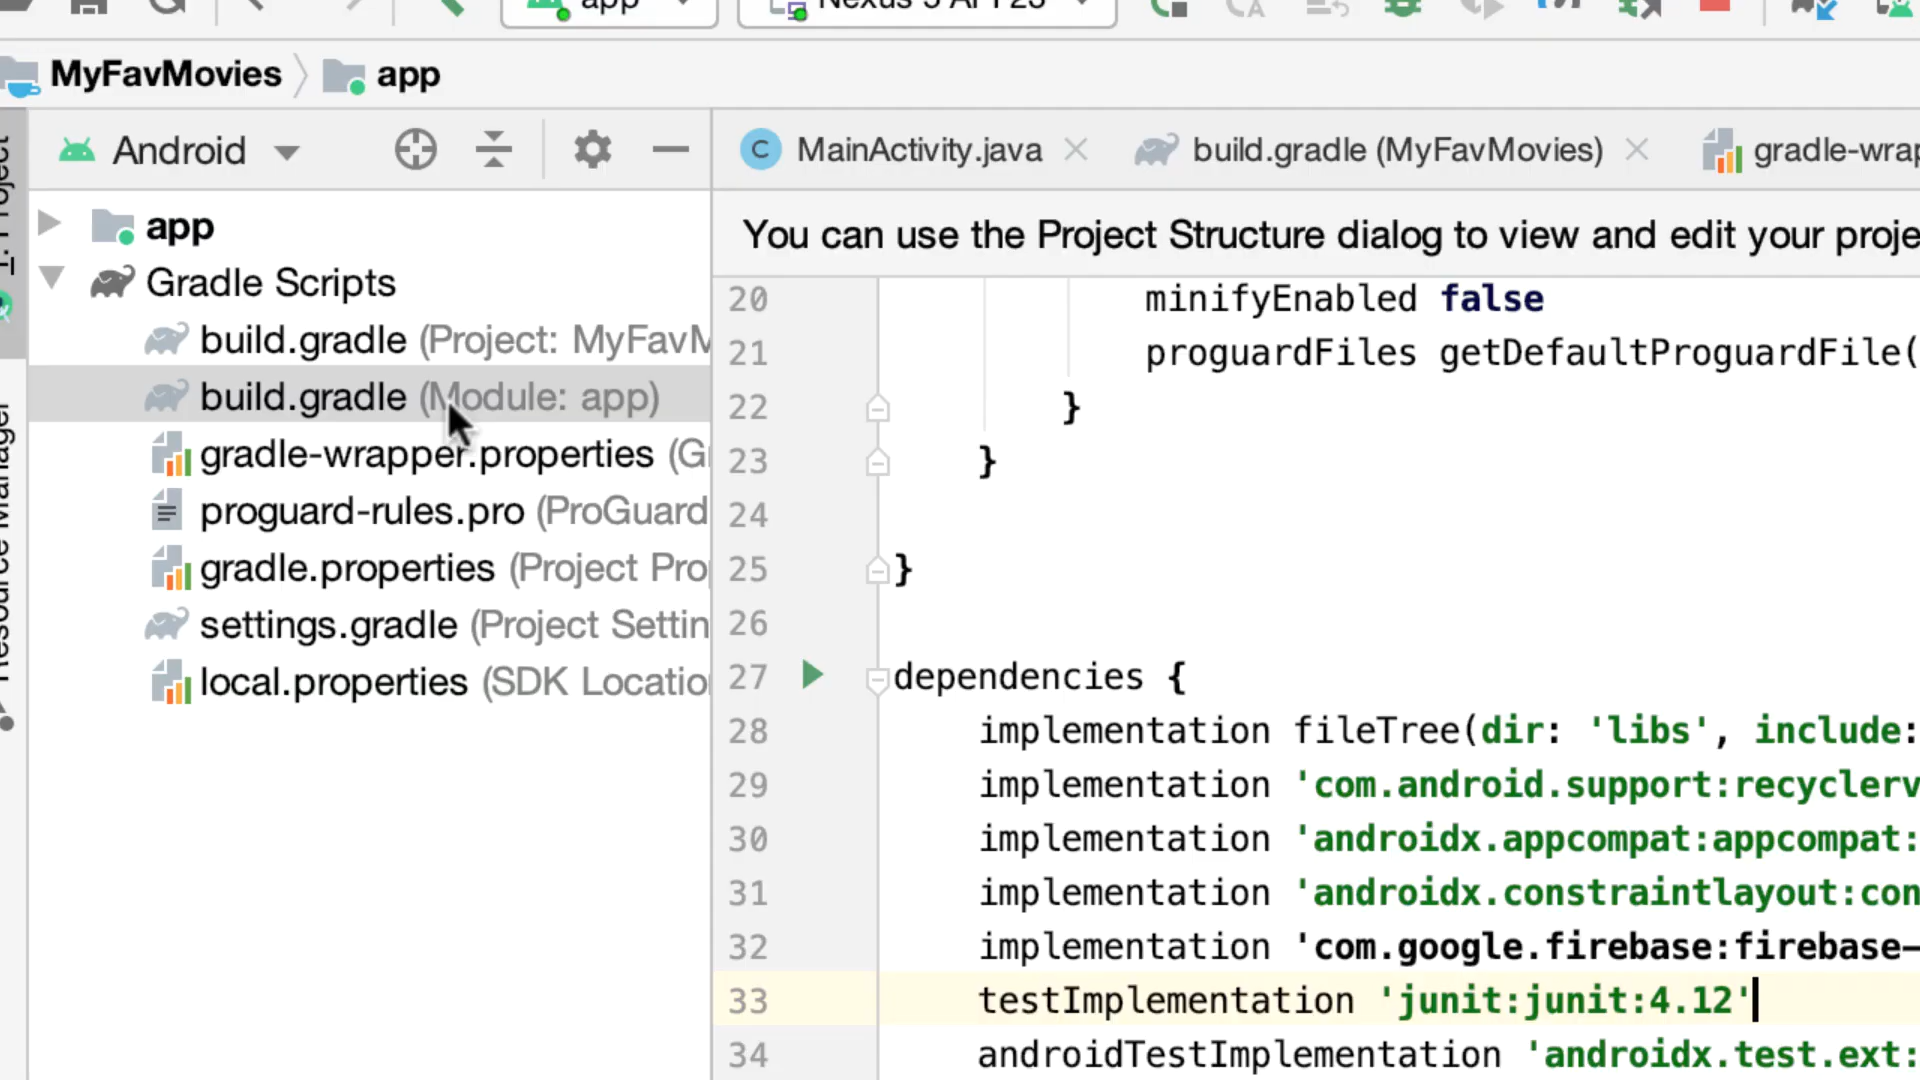 app
Nexus 5 API 23
MyFavMovies
app
1: Project
Resource Manager
Android
MainActivity.java
build.gradle (MyFavMovies)
gradle-wrap
app
Gradle Scripts
build.gradle (Project: MyFavM
build.gradle (Module: app)
gradle-wrapper.properties (G
proguard-rules.pro (ProGuard
gradle.properties (Project Pro
settings.gradle (Project Settin
local.properties (SDK Locatio
You can use the Project Structure dialog to view and edit your proje
20 minifyEnabled false
21 proguardFiles getDefaultProguardFile(
22 }
23 }
24
25 }
26
27 dependencies {
28 implementation fileTree(dir: 'libs', include:
29 implementation 'com.android.support:recyclerv
30 implementation 'androidx.appcompat:appcompat:
31 implementation 'androidx.constraintlayout:con
32 implementation 'com.google.firebase:firebase-
33 testImplementation 'junit:junit:4.12'
34 androidTestImplementation 'androidx.test.ext: